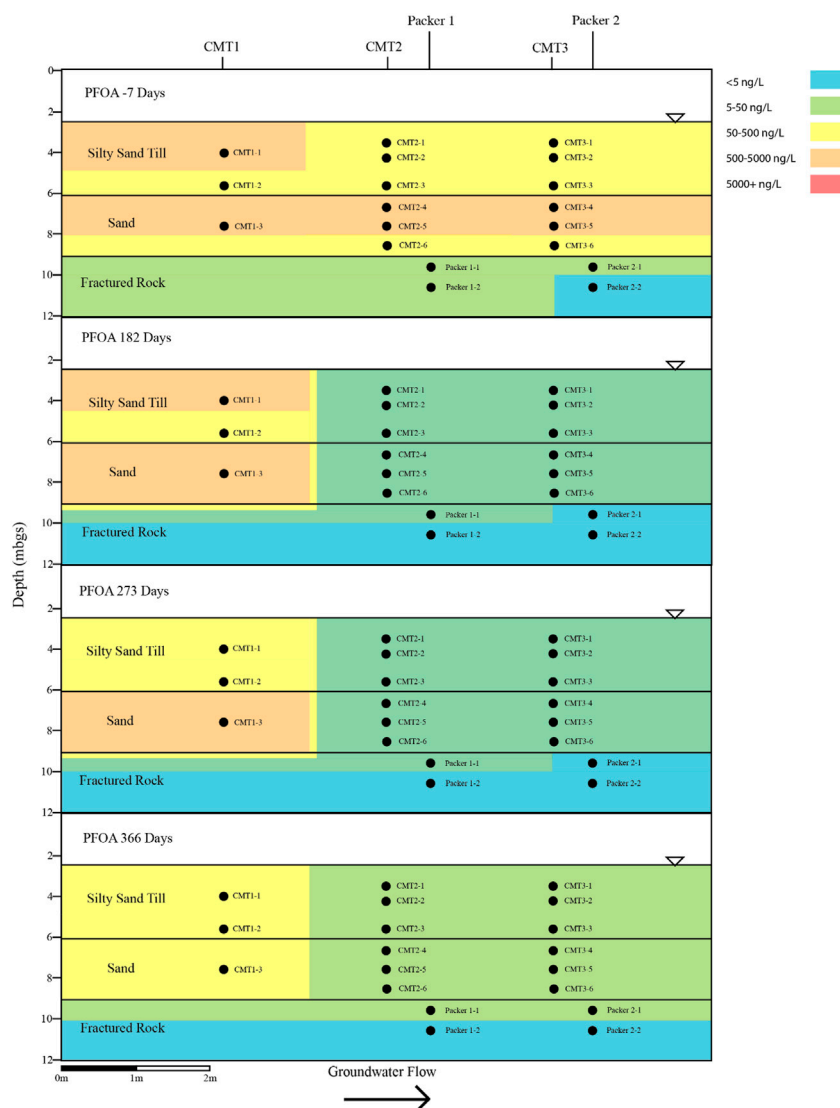 Packer 1
Packer 2
CMT1
CMT2
CMT3
<5 ng/L
5-50 ng/L
50-500 ng/L
500-5000 ng/L
5000+ ng/L
Depth (mbgs)
0
PFOA -7 Days
2
4
Silty Sand Till
CMT1-1
CMT2-1
CMT2-2
CMT3-1
CMT3-2
CMT1-2
CMT2-3
CMT3-3
6
Sand
CMT1-3
CMT2-4
CMT2-5
CMT2-6
CMT3-4
CMT3-5
CMT3-6
8
10
Fractured Rock
Packer 1-1
Packer 1-2
Packer 2-1
Packer 2-2
12
PFOA 182 Days
2
4
Silty Sand Till
CMT1-1
CMT2-1
CMT2-2
CMT3-1
CMT3-2
CMT1-2
CMT2-3
CMT3-3
6
Sand
CMT1-3
CMT2-4
CMT2-5
CMT2-6
CMT3-4
CMT3-5
CMT3-6
8
10
Fractured Rock
Packer 1-1
Packer 1-2
Packer 2-1
Packer 2-2
12
PFOA 273 Days
2
4
Silty Sand Till
CMT1-1
CMT2-1
CMT2-2
CMT3-1
CMT3-2
CMT1-2
CMT2-3
CMT3-3
6
Sand
CMT1-3
CMT2-4
CMT2-5
CMT2-6
CMT3-4
CMT3-5
CMT3-6
8
10
Fractured Rock
Packer 1-1
Packer 1-2
Packer 2-1
Packer 2-2
12
PFOA 366 Days
2
4
Silty Sand Till
CMT1-1
CMT2-1
CMT2-2
CMT3-1
CMT3-2
CMT1-2
CMT2-3
CMT3-3
6
Sand
CMT1-3
CMT2-4
CMT2-5
CMT2-6
CMT3-4
CMT3-5
CMT3-6
8
10
Fractured Rock
Packer 1-1
Packer 1-2
Packer 2-1
Packer 2-2
12
0m
1m
2m
Groundwater Flow